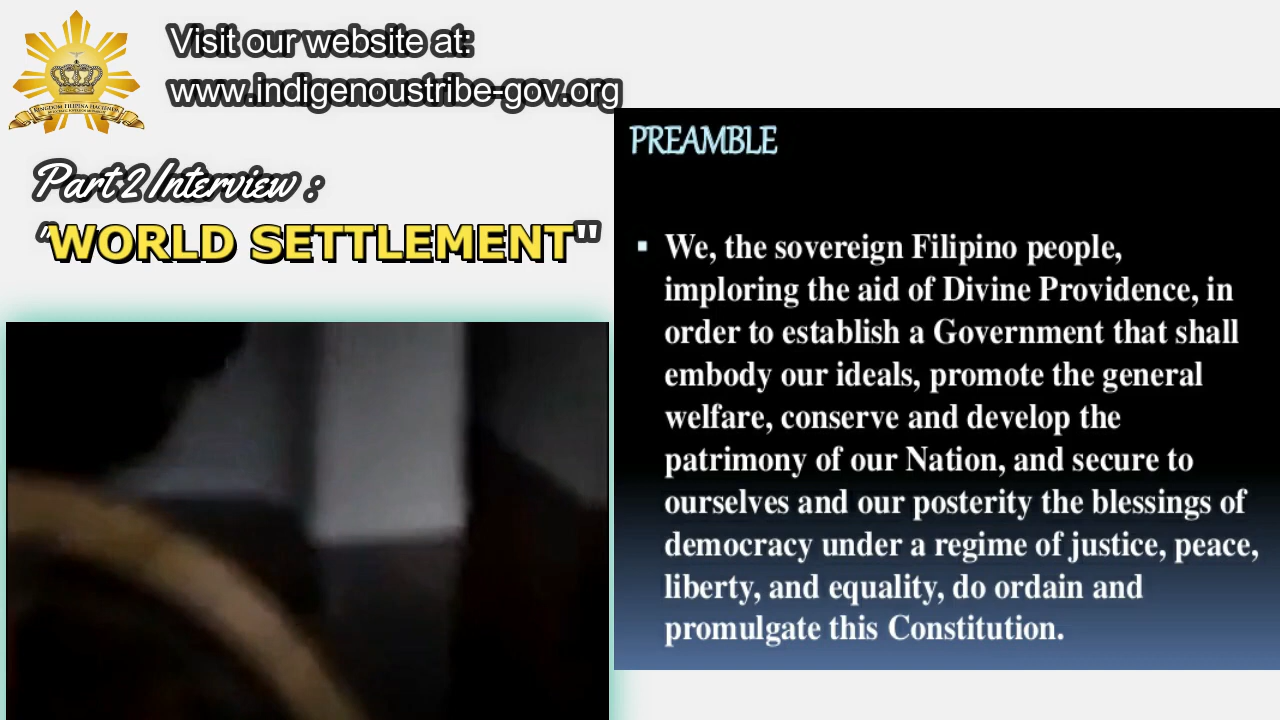 Visit our website at:
www.indigenoustribe-gov.org
Part 2 Interview :
"WORLD SETTLEMENT"
PREAMBLE
▪ We, the sovereign Filipino people,
imploring the aid of Divine Providence, in
order to establish a Government that shall
embody our ideals, promote the general
welfare, conserve and develop the
patrimony of our Nation, and secure to
ourselves and our posterity the blessings of
democracy under a regime of justice, peace,
liberty, and equality, do ordain and
promulgate this Constitution.